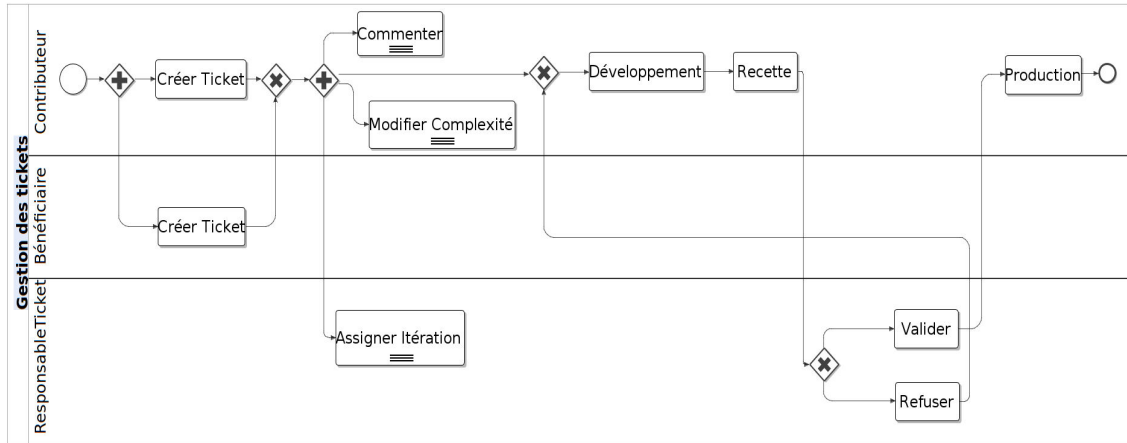 Gestion des tickets
Contributeur
Commenter
Créer Ticket
Développement
Recette
Production
Modifier Complexité
Bénéficiaire
Créer Ticket
ResponsableTicket
Assigner Itération
Valider
Refuser